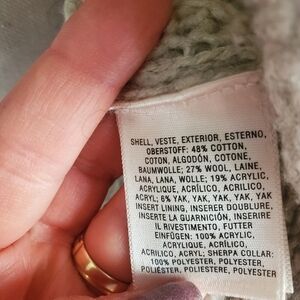 SHELL, VESTE, EXTERIOR, ESTERNO,
OBERSTOFF: 48% COTTON,
COTON, ALGODÓN, COTONE,
BAUMWOLLE; 27% WOOL, LAINE,
LANA, LANA, WOLLE; 19% ACRYLIC,
ACRYLIQUE, ACRÍLICO, ACRILICO,
ACRYL; 6% YAK, YAK, YAK, YAK, YAK
INSERT LINING, INSERER DOUBLURE,
INSERTE LA GUARNICIÓN, INSERIRE
IL RIVESTIMENTO, FUTTER
EINFÜGEN: 100% ACRYLIC,
ACRYLIQUE, ACRÍLICO,
ACRILICO, ACRYL; SHERPA COLLAR:
100% POLYESTER, POLYESTER,
POLIÉSTER, POLIESTERE, POLYESTER